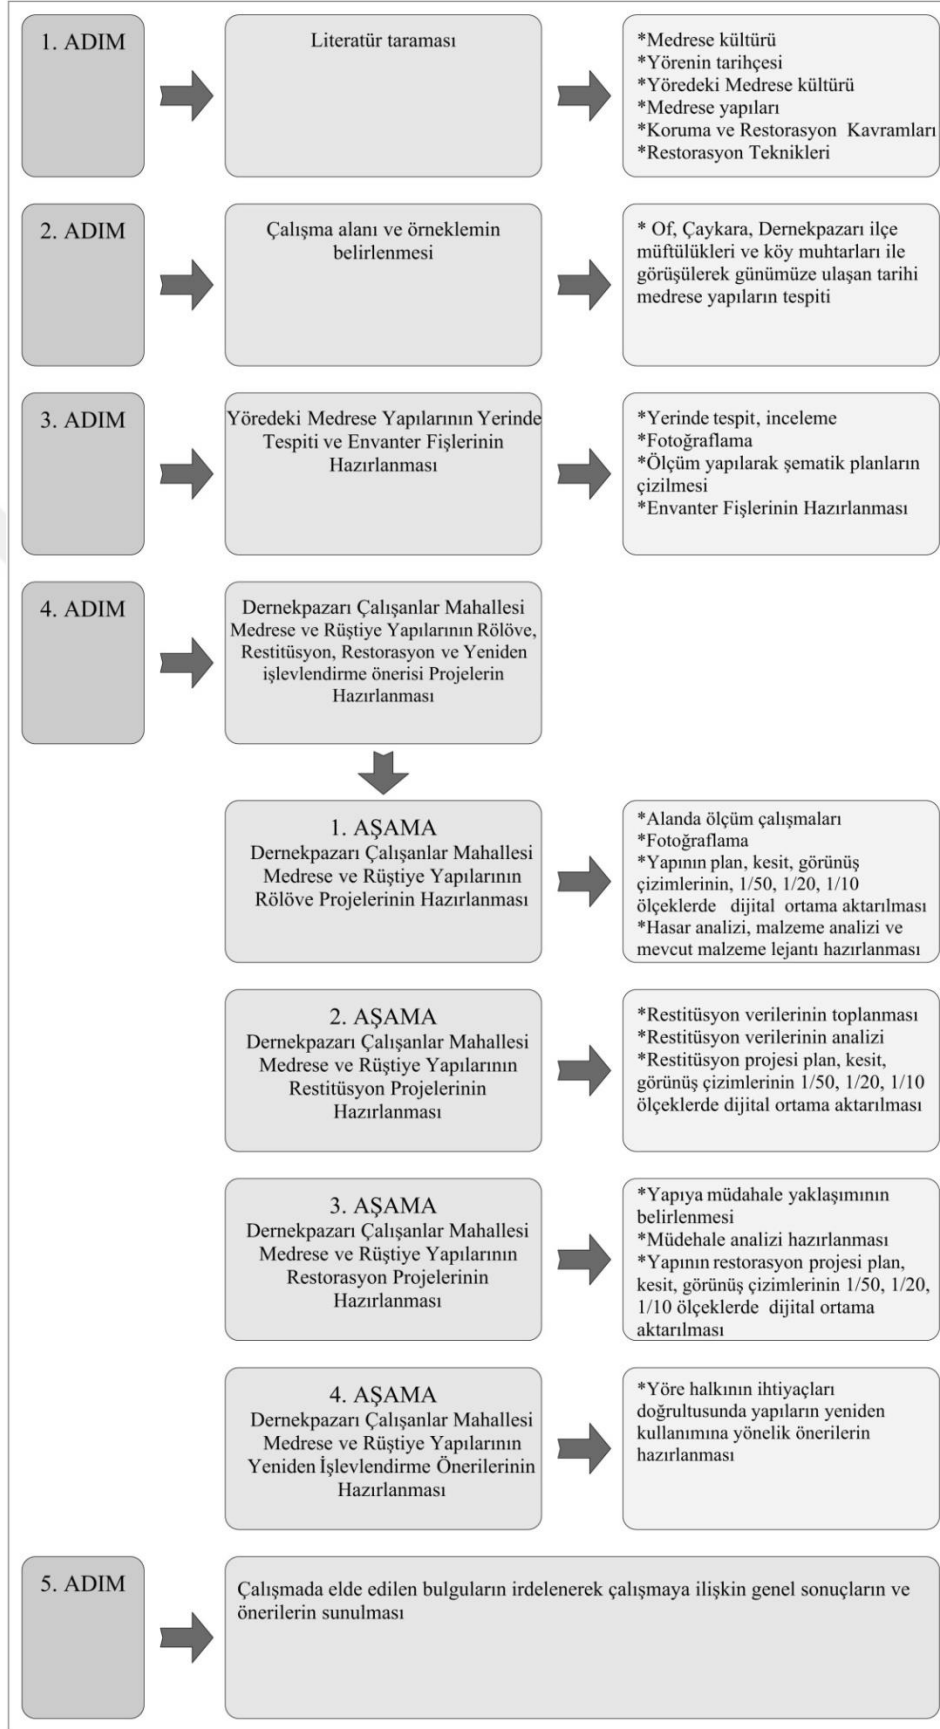 1. ADIM
Literatür taraması
*Medrese kültürü
*Yörenin tarihçesi
*Yöredeki Medrese kültürü
*Medrese yapıları
*Koruma ve Restorasyon Kavramları
*Restorasyon Teknikleri
2. ADIM
Çalışma alanı ve örneklemin
belirlenmesi
* Of, Çaykara, Dernekpazarı ilçe
müftülükleri ve köy muhtarları ile
görüşülerek günümüze ulaşan tarihi
medrese yapıların tespiti
3. ADIM
Yöredeki Medrese Yapılarının Yerinde
Tespiti ve Envanter Fişlerinin
Hazırlanması
*Yerinde tespit, inceleme
*Fotoğraflama
*Ölçüm yapılarak şematik planların
çizilmesi
*Envanter Fişlerinin Hazırlanması
4. ADIM
Dernekpazarı Çalışanlar Mahallesi
Medrese ve Rüştiye Yapılarının Rölöve,
Restitüsyon, Restorasyon ve Yeniden
işlevlendirme önerisi Projelerin
Hazırlanması
1. AŞAMA
Dernekpazarı Çalışanlar Mahallesi
Medrese ve Rüştiye Yapılarının
Rölöve Projelerinin Hazırlanması
*Alanda ölçüm çalışmaları
*Fotoğraflama
*Yapının plan, kesit, görünüş
çizimlerinin, 1/50, 1/20, 1/10
ölçeklerde dijital ortama aktarılması
*Hasar analizi, malzeme analizi ve
mevcut malzeme lejantı hazırlanması
2. AŞAMA
Dernekpazarı Çalışanlar Mahallesi
Medrese ve Rüştiye Yapılarının
Restitüsyon Projelerinin
Hazırlanması
*Restitüsyon verilerinin toplanması
*Restitüsyon verilerinin analizi
*Restitüsyon projesi plan, kesit,
görünüş çizimlerinin 1/50, 1/20, 1/10
ölçeklerde dijital ortama aktarılması
3. AŞAMA
Dernekpazarı Çalışanlar Mahallesi
Medrese ve Rüştiye Yapılarının
Restorasyon Projelerinin
Hazırlanması
*Yapıya müdahale yaklaşımının
belirlenmesi
*Müdehale analizi hazırlanması
*Yapının restorasyon projesi plan,
kesit, görünüş çizimlerinin 1/50, 1/20,
1/10 ölçeklerde dijital ortama
aktarılması
4. AŞAMA
Dernekpazarı Çalışanlar Mahallesi
Medrese ve Rüştiye Yapılarının
Yeniden İşlevlendirme Önerilerinin
Hazırlanması
*Yöre halkının ihtiyaçları
doğrultusunda yapıların yeniden
kullanımına yönelik önerilerin
hazırlanması
5. ADIM
Çalışmada elde edilen bulguların irdelenerek çalışmaya ilişkin genel sonuçların ve
önerilerin sunulması